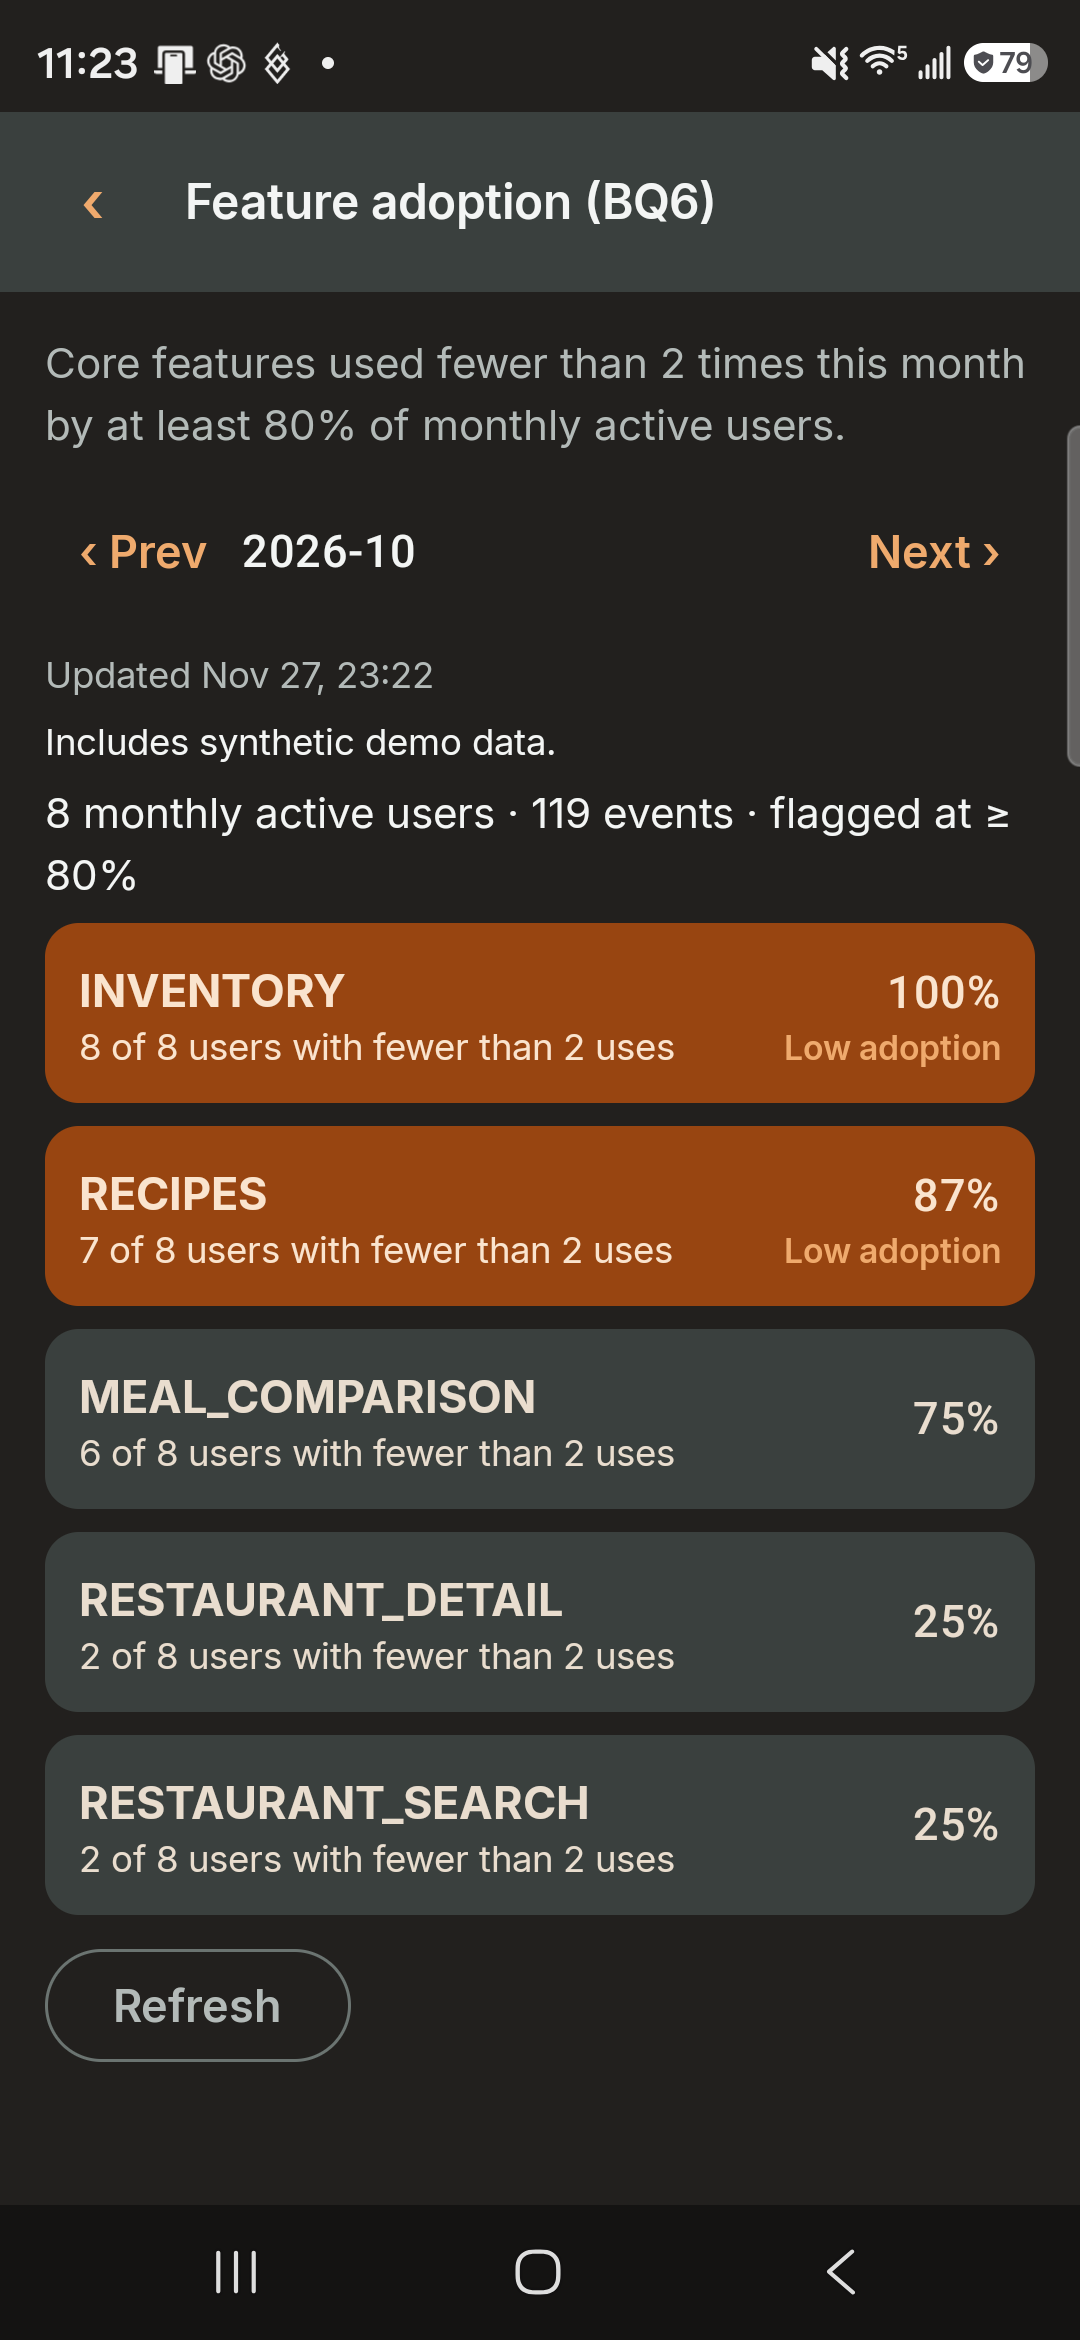 11:23
5
79
‹ Feature adoption (BQ6)
Core features used fewer than 2 times this month
by at least 80% of monthly active users.
‹ Prev 2026-10 Next ›
Updated Nov 27, 23:22
Includes synthetic demo data.
8 monthly active users · 119 events · flagged at ≥
80%
INVENTORY 100%
8 of 8 users with fewer than 2 uses Low adoption
RECIPES 87%
7 of 8 users with fewer than 2 uses Low adoption
MEAL_COMPARISON 75%
6 of 8 users with fewer than 2 uses
RESTAURANT_DETAIL 25%
2 of 8 users with fewer than 2 uses
RESTAURANT_SEARCH 25%
2 of 8 users with fewer than 2 uses
Refresh